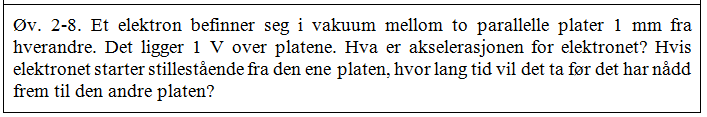 Øv. 2-8. Et elektron befinner seg i vakuum mellom to parallelle plater 1 mm fra
hverandre. Det ligger 1 V over platene. Hva er akselerasjonen for elektronet? Hvis
elektronet starter stillestående fra den ene platen, hvor lang tid vil det ta før det har nådd
frem til den andre platen?